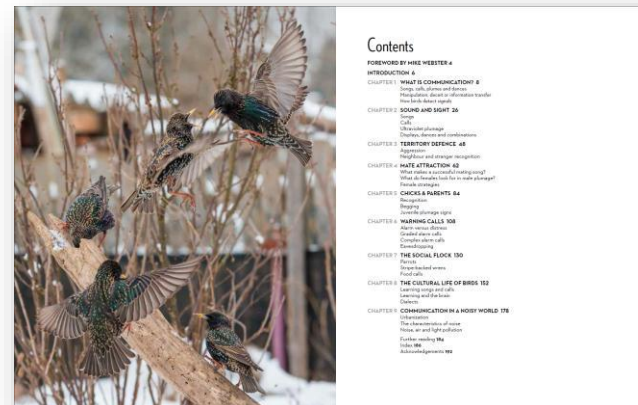 Contents
FOREWORD BY MIKE WEBSTER 4
INTRODUCTION 6
CHAPTER 1 WHAT IS COMMUNICATION? 8
Songs, calls, plumes and dances
Manipulation, deceit or information transfer
How birds detect signals
CHAPTER 2 SOUND AND SIGHT 26
Songs
Calls
Ultraviolet plumage
Displays, dances and combinations
CHAPTER 3 TERRITORY DEFENCE 48
Aggression
Neighbour and stranger recognition
CHAPTER 4 MATE ATTRACTION 62
What makes a successful mating song?
What do females look for in male plumage?
Female strategies
CHAPTER 5 CHICKS & PARENTS 84
Recognition
Begging
Juvenile plumage signs
CHAPTER 6 WARNING CALLS 108
Alarm versus distress
Graded alarm calls
Complex alarm calls
Eavesdropping
CHAPTER 7 THE SOCIAL FLOCK 130
Parrots
Stripe-backed wrens
Food calls
CHAPTER 8 THE CULTURAL LIFE OF BIRDS 152
Learning songs and calls
Learning and the brain
Dialects
CHAPTER 9 COMMUNICATION IN A NOISY WORLD 178
Urbanisation
The characteristics of noise
Noise, air and light pollution
Further reading 184
Index 186
Acknowledgements 192